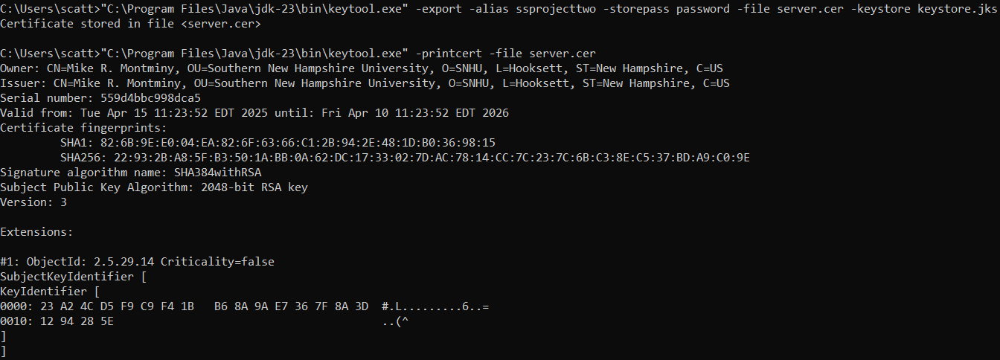 C:\Users\scatt>"C:\Program Files\Java\jdk-23\bin\keytool.exe" -export -alias ssprojecttwo -storepass password -file server.cer -keystore keystore.jks
Certificate stored in file <server.cer>
C:\Users\scatt>"C:\Program Files\Java\jdk-23\bin\keytool.exe" -printcert -file server.cer
Owner: CN=Mike R. Montminy, OU=Southern New Hampshire University, O=SNHU, L=Hooksett, ST=New Hampshire, C=US
Issuer: CN=Mike R. Montminy, OU=Southern New Hampshire University, O=SNHU, L=Hooksett, ST=New Hampshire, C=US
Serial number: 559d4bbc998dca5
Valid from: Tue Apr 15 11:23:52 EDT 2025 until: Fri Apr 10 11:23:52 EDT 2026
Certificate fingerprints:
SHA1: 82:6B:9E:E0:04:EA:82:6F:63:66:C1:2B:94:2E:48:1D:B0:36:98:15
SHA256: 22:93:2B:A8:5F:B3:50:1A:BB:0A:62:DC:17:33:02:7D:AC:78:14:CC:7C:23:7C:6B:C3:8E:C5:37:BD:A9:C0:9E
Signature algorithm name: SHA384withRSA
Subject Public Key Algorithm: 2048-bit RSA key
Version: 3
Extensions:
#1: ObjectId: 2.5.29.14 Criticality=false
SubjectKeyIdentifier [
KeyIdentifier [
0000: 23 A2 4C D5 F9 C9 F4 1B   B6 8A 9A E7 36 7F 8A 3D  #.L.........6..=
0010: 12 94 28 5E                                        ..(^
]
]